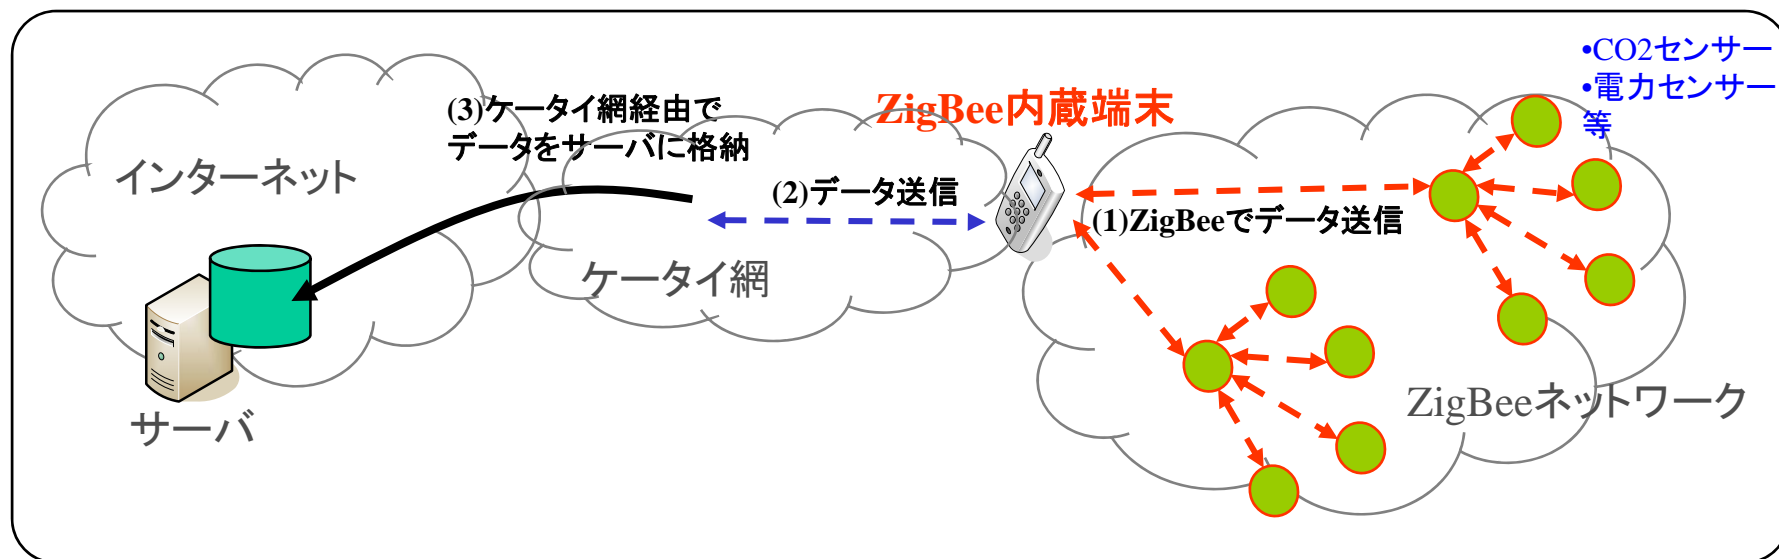 •CO2センサー
•電力センサー
等
(3)ケータイ網経由で
データをサーバに格納
ZigBee内蔵端末
インターネット
(2)データ送信
(1)ZigBeeでデータ送信
ケータイ網
ZigBeeネットワーク
サーバ